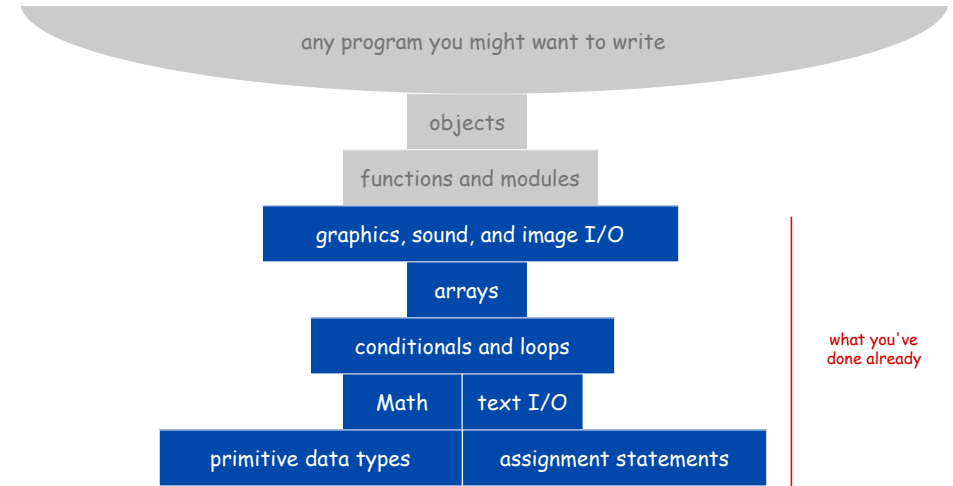 any program you might want to write
objects
functions and modules
graphics, sound, and image I/O
arrays
conditionals and loops
what you've
done already
Math
text I/O
primitive data types
assignment statements